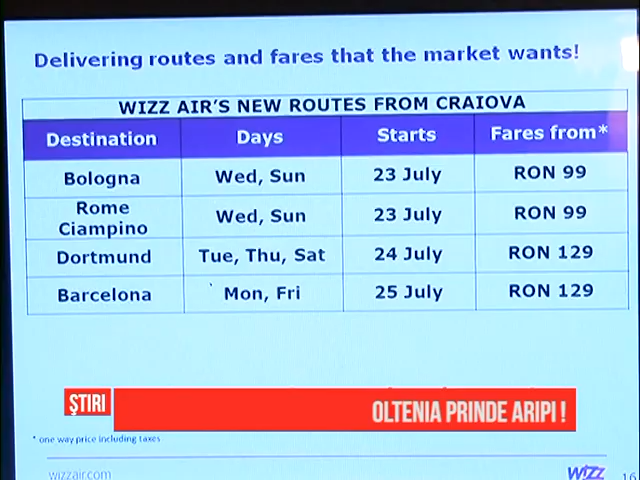 Delivering routes and fares that the market wants!
WIZZ AIR'S NEW ROUTES FROM CRAIOVA
Destination Days Starts Fares from*
Bologna Wed, Sun 23 July RON 99
Rome Ciampino Wed, Sun 23 July RON 99
Dortmund Tue, Thu, Sat 24 July RON 129
Barcelona Mon, Fri 25 July RON 129
ŞTIRI
OLTENIA PRINDE ARIPI !
* one way price including taxes
wizzair.com
Wizz
16